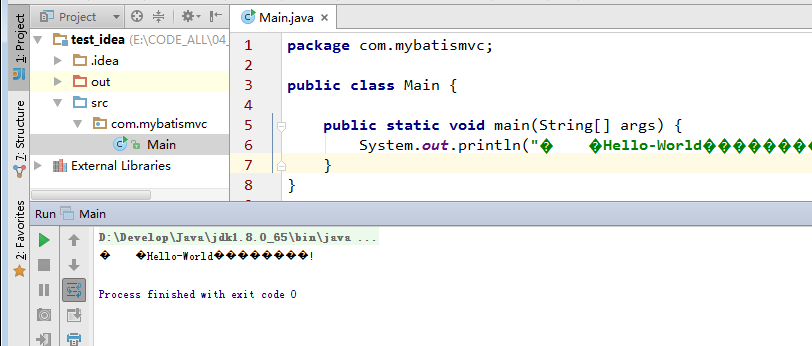 Project
Main.java
1: Project
7: Structure
2: Favorites
test_idea (E:\CODE_ALL\04_
.idea
out
src
com.mybatismvc
Main
External Libraries
1 package com.mybatismvc;
2
3 public class Main {
4
5 public static void main(String[] args) {
6 System.out.println("�    �Hello-World��������
7 }
8 }
Run Main
D:\Develop\Java\jdk1.8.0_65\bin\java ...
�    �Hello-World��������!
Process finished with exit code 0